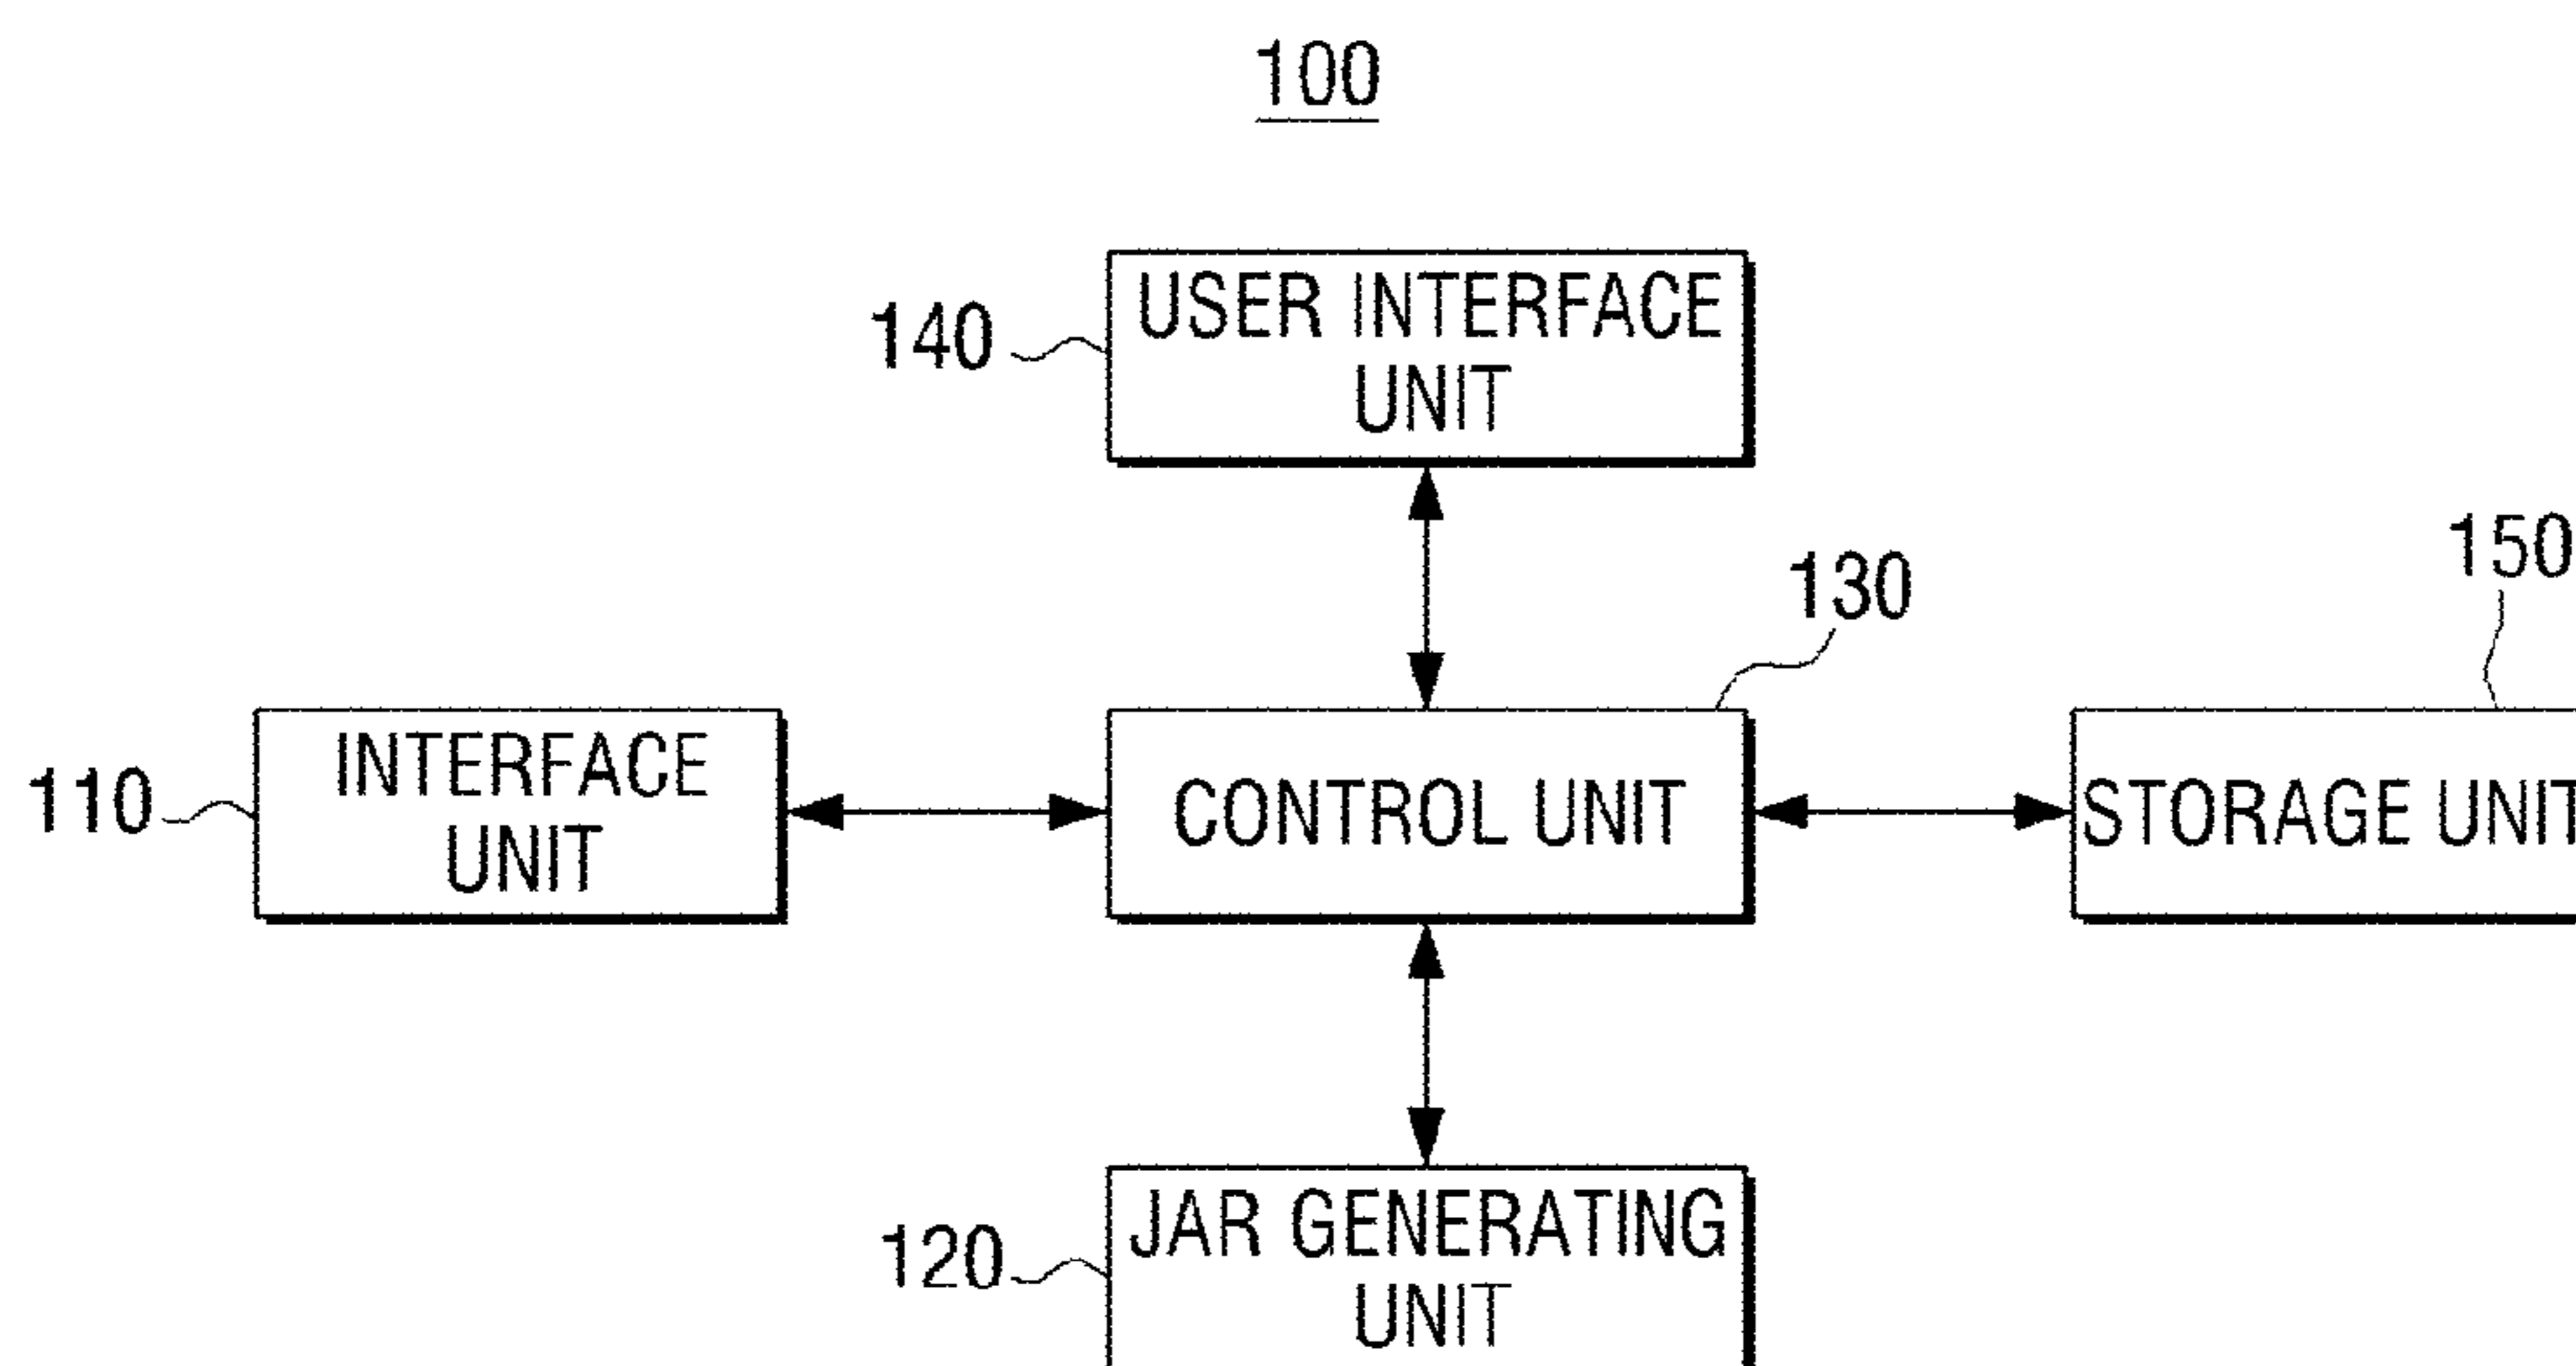 100
140
USER INTERFACE
UNIT
130
150
110
INTERFACE
UNIT
CONTROL UNIT
STORAGE UNIT
120
JAR GENERATING
UNIT